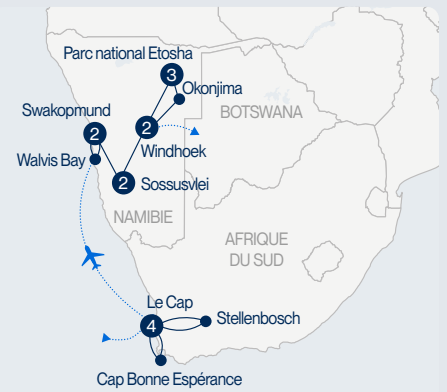 Parc national Etosha
3
Okonjima
Swakopmund
BOTSWANA
2
2
Walvis Bay
Windhoek
2
Sossusvlei
NAMIBIE
AFRIQUE
DU SUD
Le Cap
4
Stellenbosch
Cap Bonne Espérance